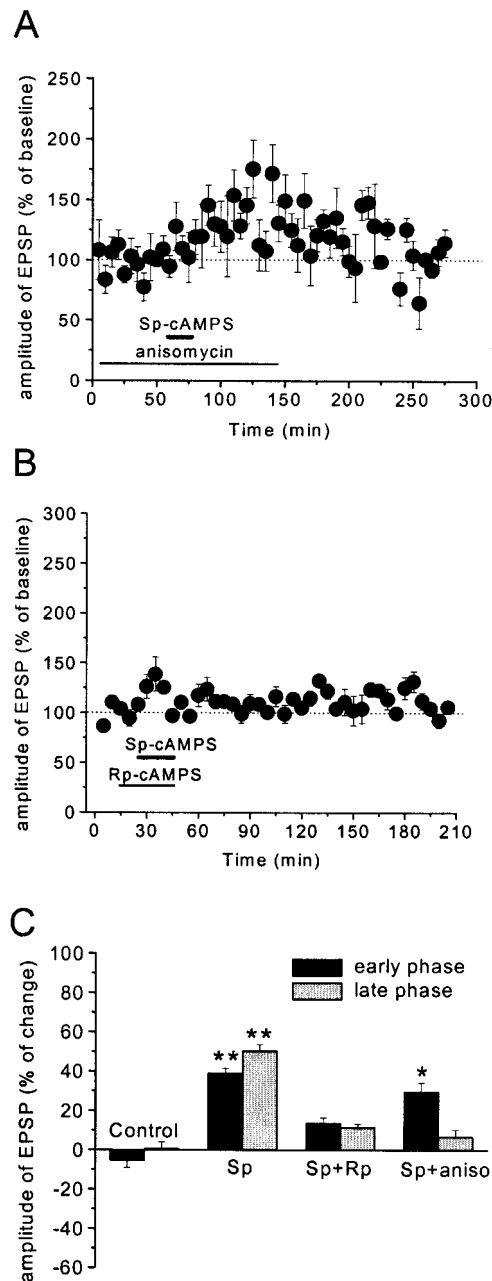 A
amplitude of EPSP (% of baseline)
250
200
150
100
50
0
Sp-cAMPS
anisomycin
0 50 100 150 200 250 300
Time (min)
B
amplitude of EPSP (% of baseline)
300
250
200
150
100
50
0
Sp-cAMPS
Rp-cAMPS
0 30 60 90 120 150 180 210
Time (min)
C
amplitude of EPSP (% of change)
100
80
60
40
20
0
-20
-40
-60
early phase
late phase
** **
*
Control
Sp
Sp+Rp
Sp+aniso